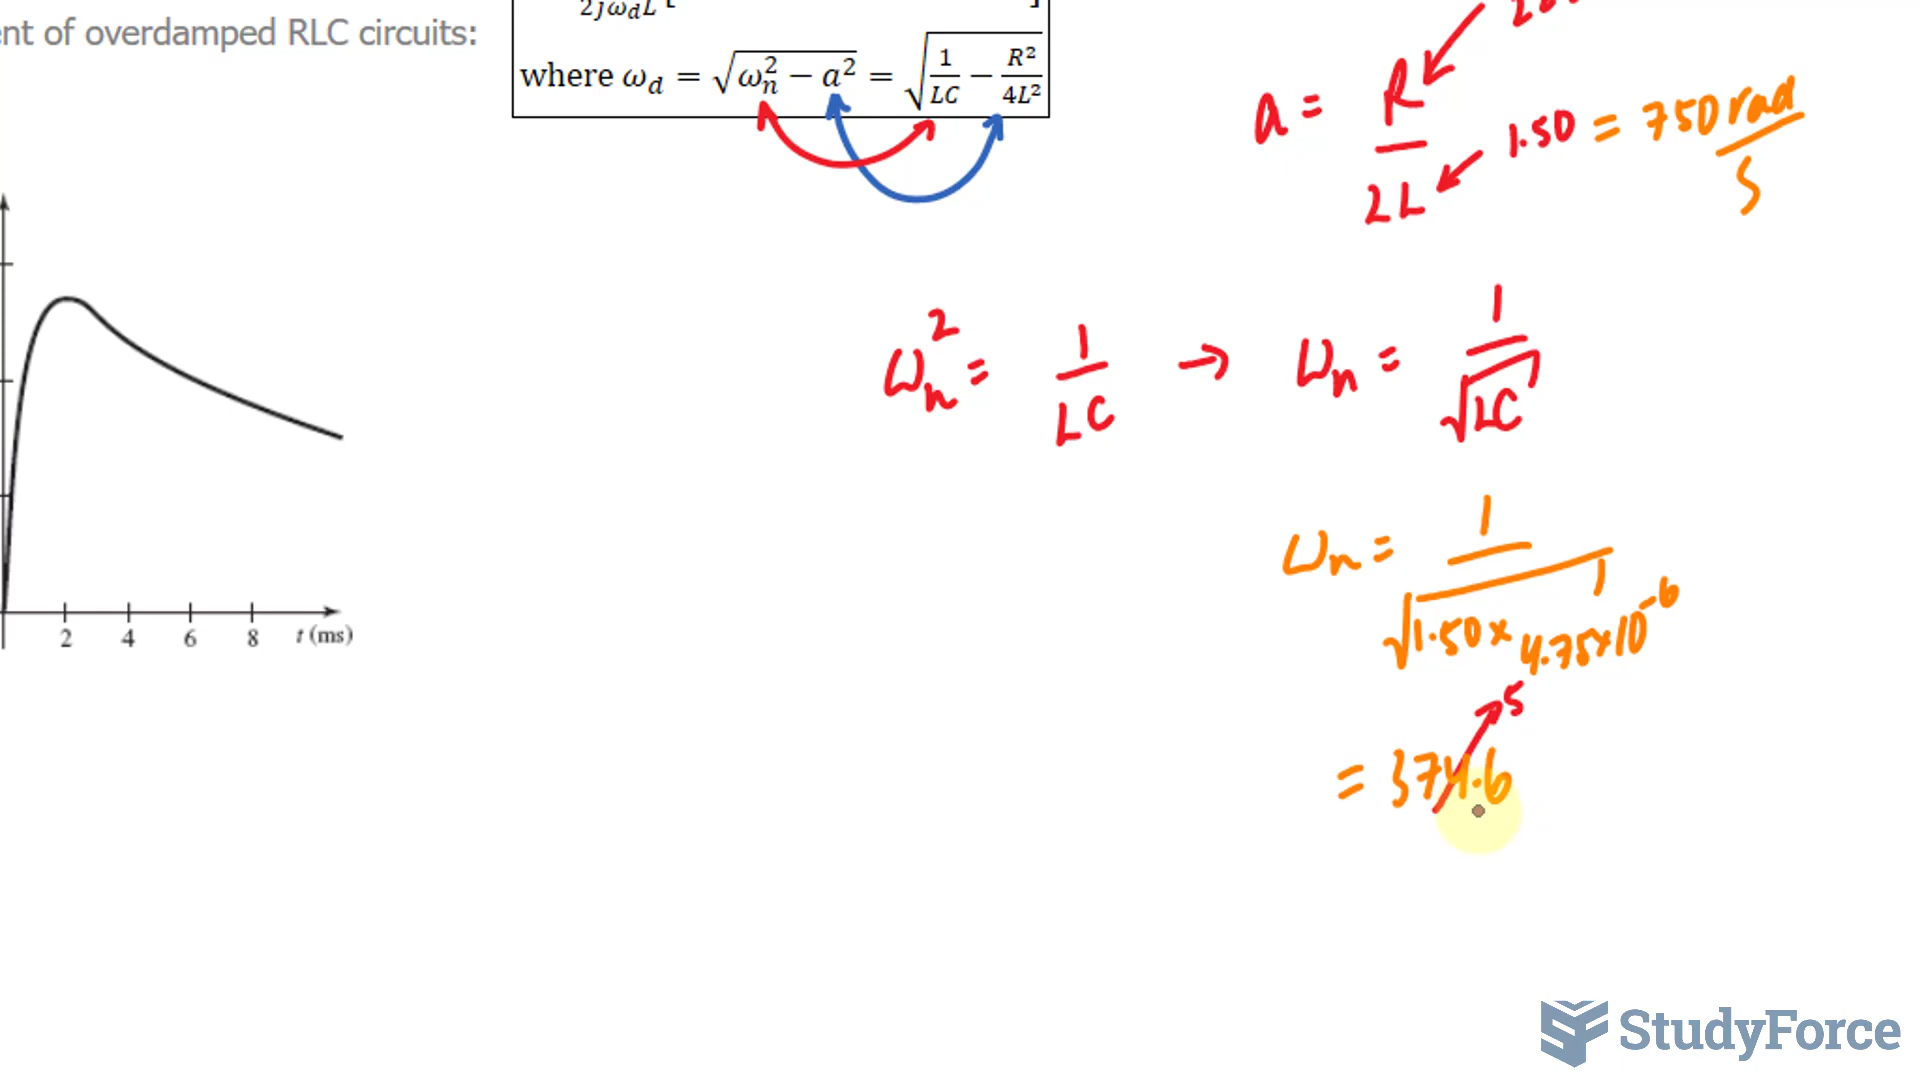 ent of overdamped RLC circuits:
2jω_dL [ ]
where ω_d = √(ω_n² − a²) = √(1/LC − R²/4L²)
a = R/2L
1.50 = 750 rad/s
ω_n² = 1/LC → ω_n = 1/√LC
ω_n = 1/√(1.50 × 4.75×10⁻⁶)
5
= 374.6
2 4 6 8 t (ms)
StudyForce